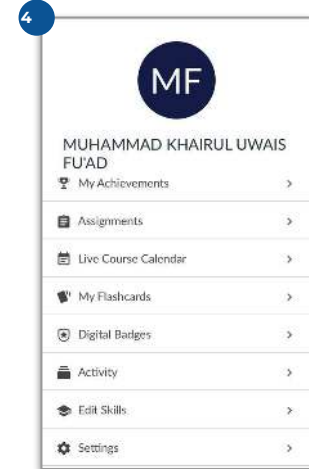 4
MF
MUHAMMAD KHAIRUL UWAIS
FU'AD
My Achievements
Assignments
Live Course Calendar
My Flashcards
Digital Badges
Activity
Edit Skills
Settings